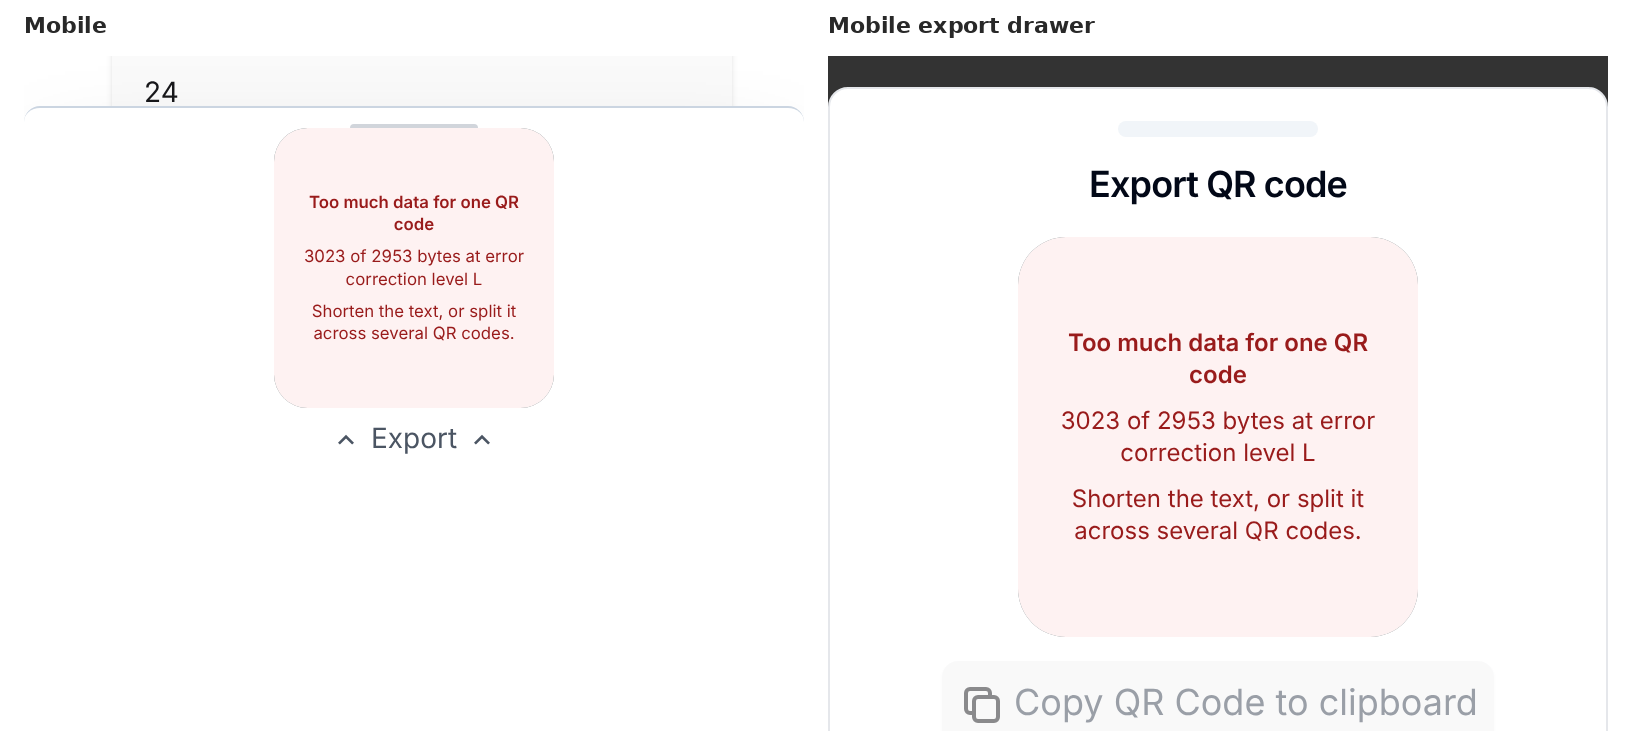 Mobile
24
Too much data for one QR
code
3023 of 2953 bytes at error
correction level L
Shorten the text, or split it
across several QR codes.
Export
Mobile export drawer
Export QR code
Too much data for one QR
code
3023 of 2953 bytes at error
correction level L
Shorten the text, or split it
across several QR codes.
Copy QR Code to clipboard